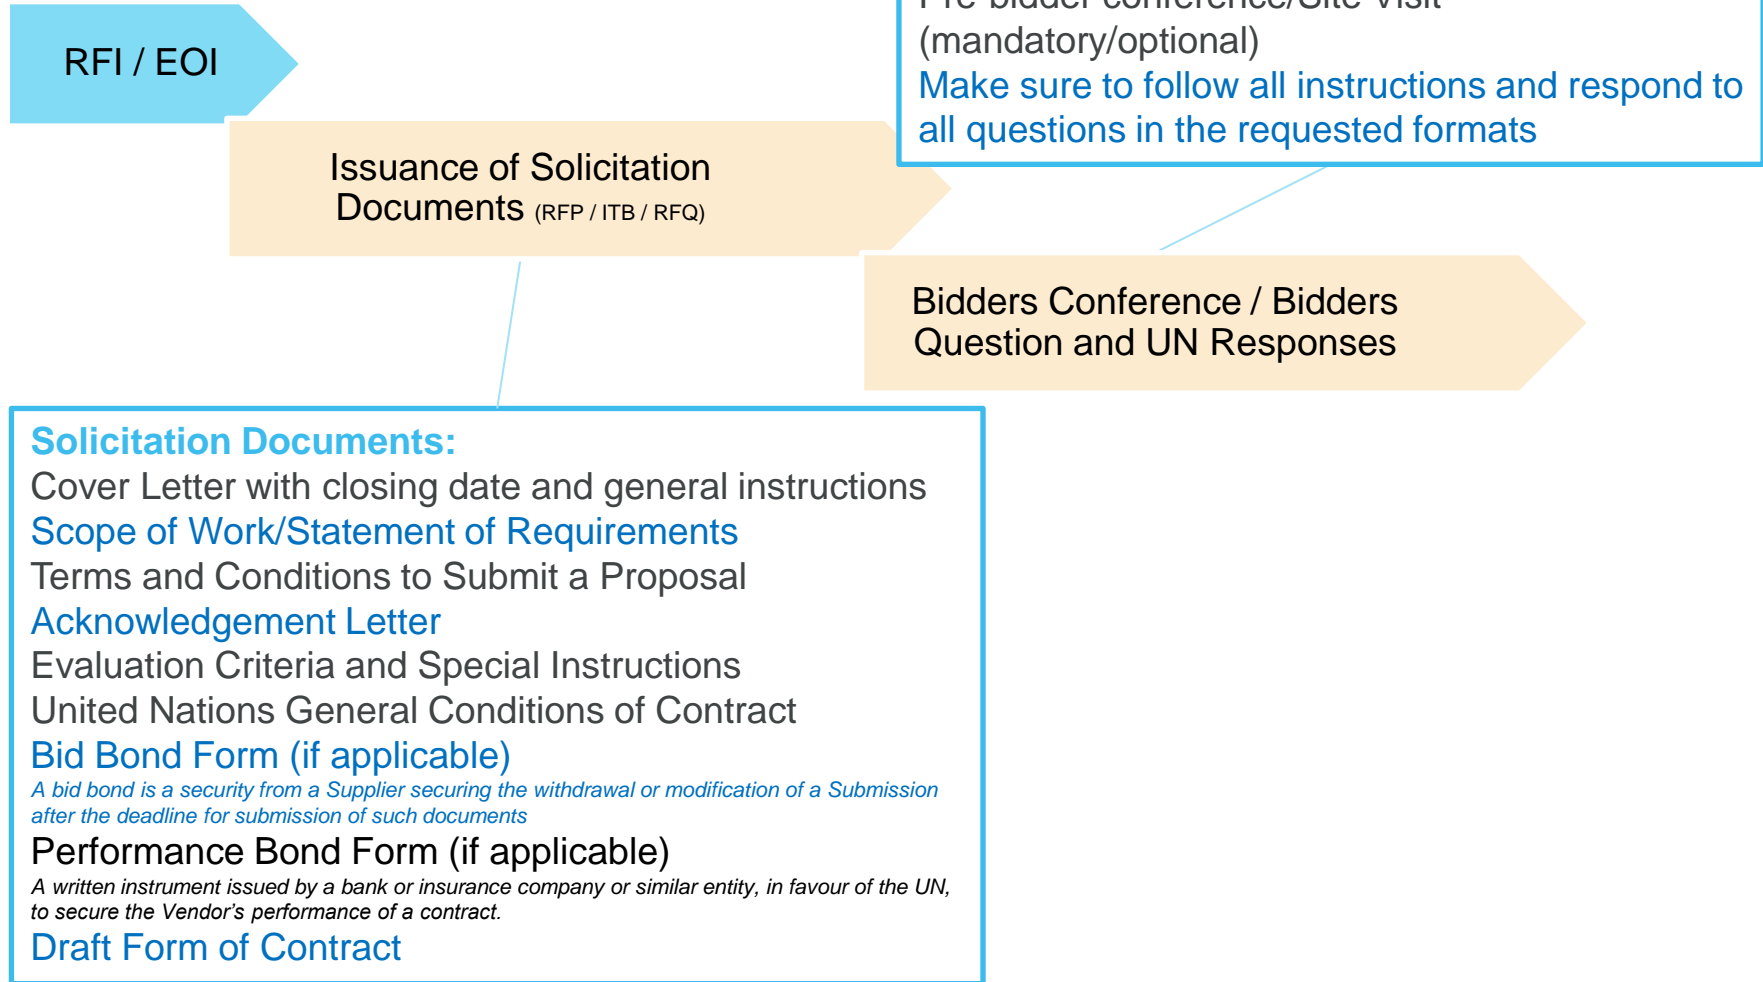 RFI / EOI
Pre-bidder conference/Site Visit
(mandatory/optional)
Make sure to follow all instructions and respond to
all questions in the requested formats
Issuance of Solicitation
Documents (RFP / ITB / RFQ)
Bidders Conference / Bidders
Question and UN Responses
Solicitation Documents:
Cover Letter with closing date and general instructions
Scope of Work/Statement of Requirements
Terms and Conditions to Submit a Proposal
Acknowledgement Letter
Evaluation Criteria and Special Instructions
United Nations General Conditions of Contract
Bid Bond Form (if applicable)
A bid bond is a security from a Supplier securing the withdrawal or modification of a Submission
after the deadline for submission of such documents
Performance Bond Form (if applicable)
A written instrument issued by a bank or insurance company or similar entity, in favour of the UN,
to secure the Vendor's performance of a contract.
Draft Form of Contract